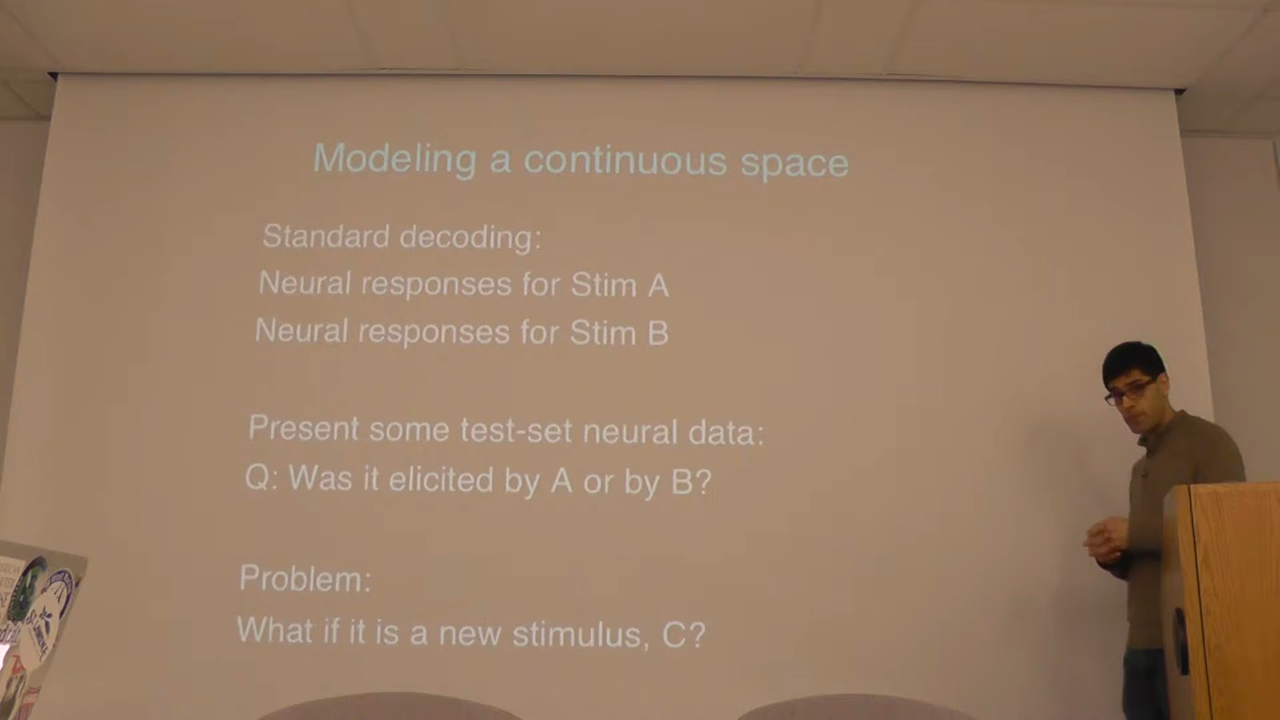 Modeling a continuous space
Standard decoding:
Neural responses for Stim A
Neural responses for Stim B
Present some test-set neural data:
Q: Was it elicited by A or by B?
Problem:
What if it is a new stimulus, C?